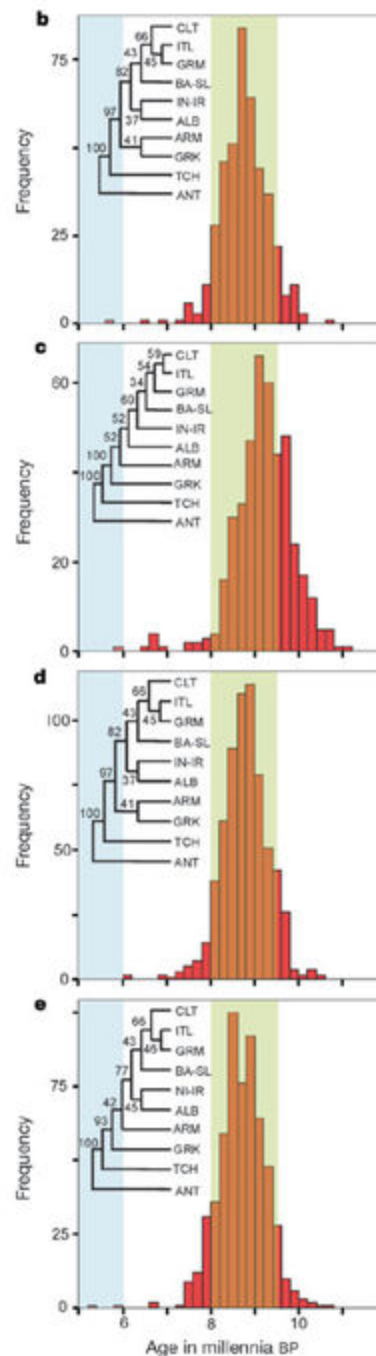 b
CLT
66
75
ITL
43
45
GRM
82
BA-SL
IN-IR
97
37
ALB
41
ARM
100
GRK
TCH
ANT
Frequency
25
0
c
59
CLT
54
ITL
60
34
GRM
60
BA-SL
52
IN-IR
52
ALB
100
ARM
100
GRK
TCH
ANT
Frequency
20
0
d
CLT
66
ITL
43
45
GRM
100
82
BA-SL
IN-IR
97
37
ALB
41
ARM
100
GRK
TCH
ANT
Frequency
50
0
e
CLT
66
ITL
43
46
GRM
77
BA-SL
75
NI-IR
42
45
ALB
93
ARM
100
GRK
TCH
ANT
Frequency
25
0
6 8 10
Age in millennia BP